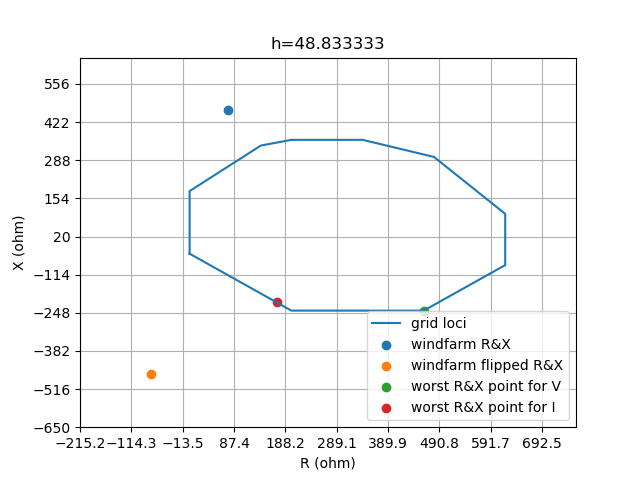 h=48.833333
556
422
288
154
20
−114
−248
−382
−516
−650
X (ohm)
grid loci
windfarm R&X
windfarm flipped R&X
worst R&X point for V
worst R&X point for I
−215.2 −114.3 −13.5 87.4 188.2 289.1 389.9 490.8 591.7 692.5
R (ohm)